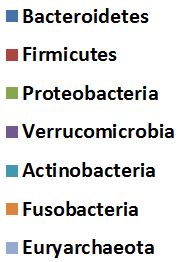 Bacteroidetes
Firmicutes
Proteobacteria
Verrucomicrobia
Actinobacteria
Fusobacteria
Euryarchaeota